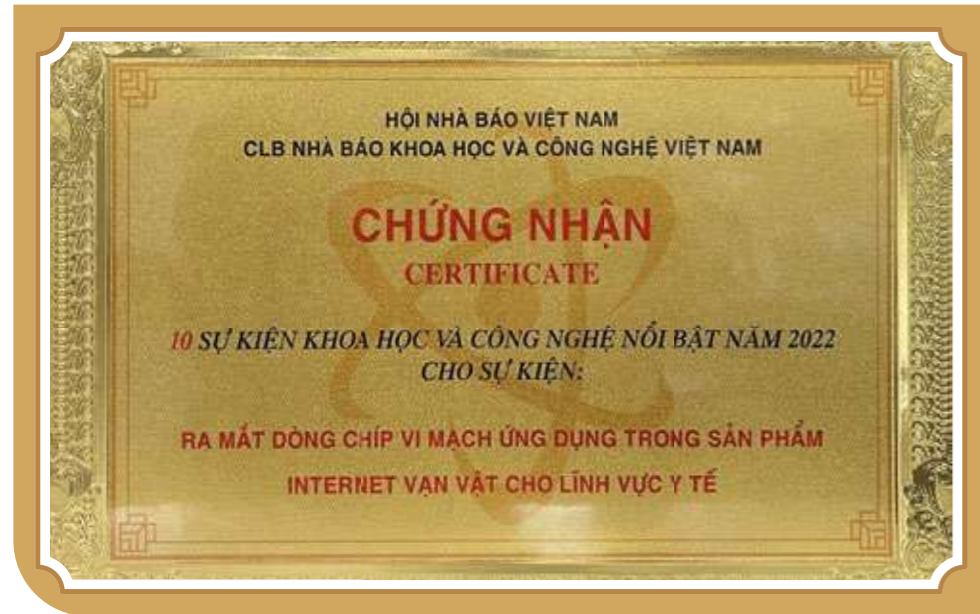 HỘI NHÀ BÁO VIỆT NAM
CLB NHÀ BÁO KHOA HỌC VÀ CÔNG NGHỆ VIỆT NAM
CHỨNG NHẬN
CERTIFICATE
10 SỰ KIỆN KHOA HỌC VÀ CÔNG NGHỆ NỔI BẬT NĂM 2022
CHO SỰ KIỆN:
RA MẮT DÒNG CHÍP VI MẠCH ỨNG DỤNG TRONG SẢN PHẨM
INTERNET VẠN VẬT CHO LĨNH VỰC Y TẾ